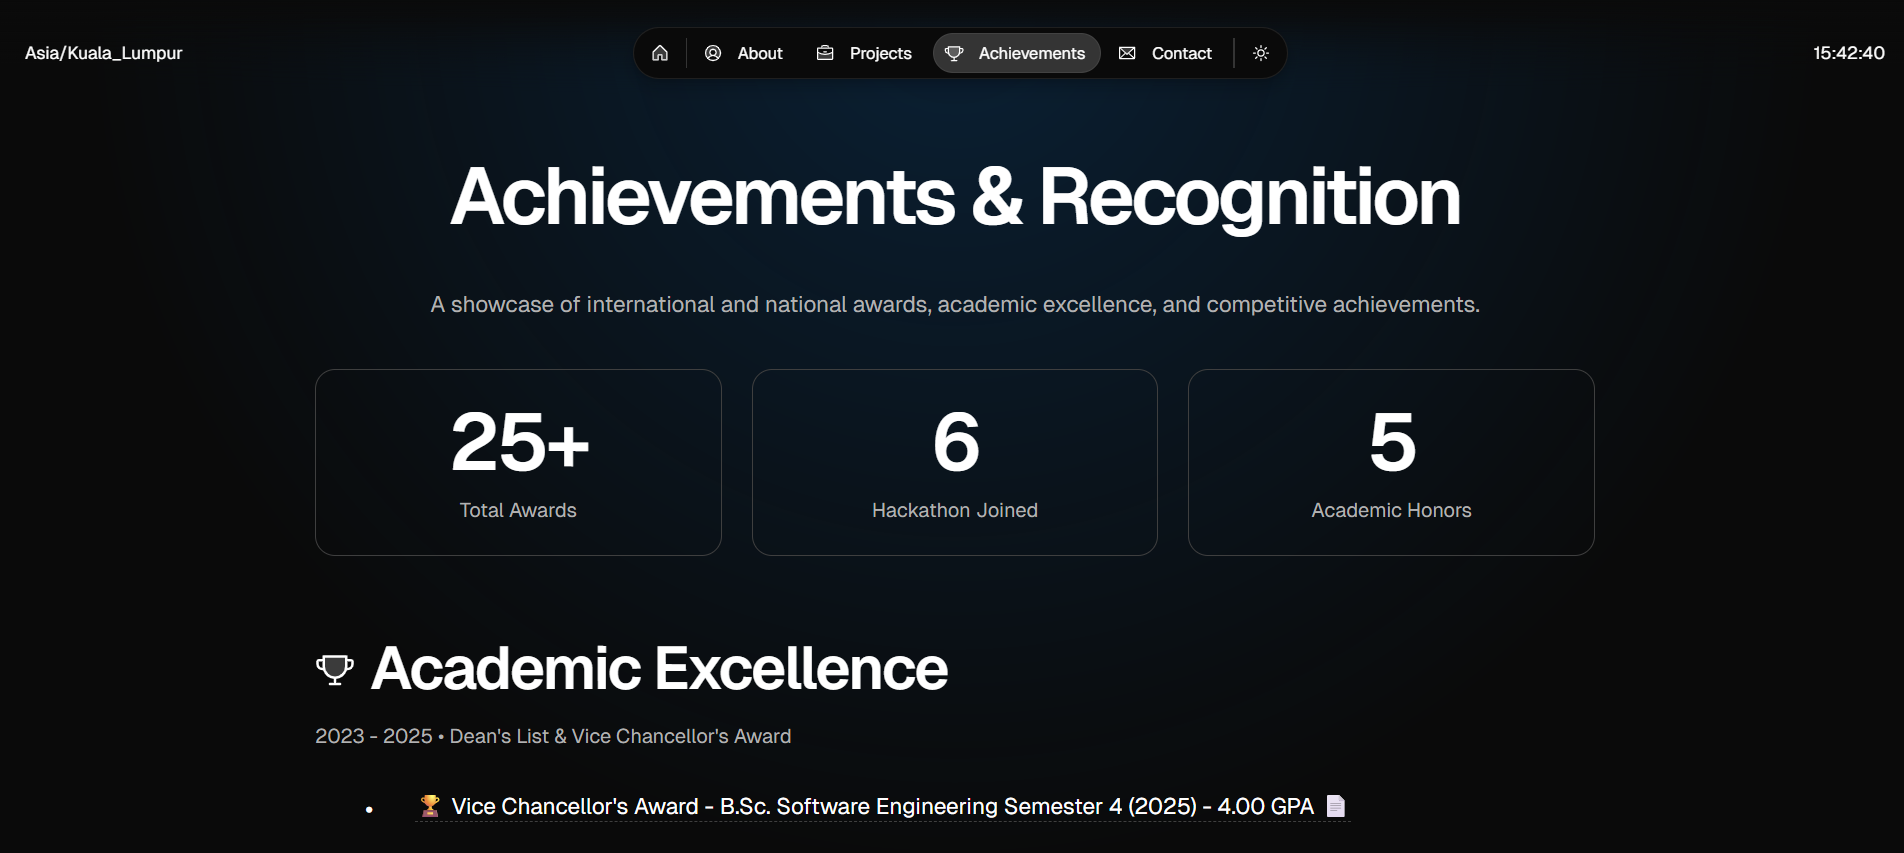 Asia/Kuala_Lumpur
About
Projects
Achievements
Contact
15:42:40
Achievements & Recognition
A showcase of international and national awards, academic excellence, and competitive achievements.
25+
Total Awards
6
Hackathon Joined
5
Academic Honors
Academic Excellence
2023 - 2025 • Dean's List & Vice Chancellor's Award
• 🏆 Vice Chancellor's Award - B.Sc. Software Engineering Semester 4 (2025) - 4.00 GPA 📄